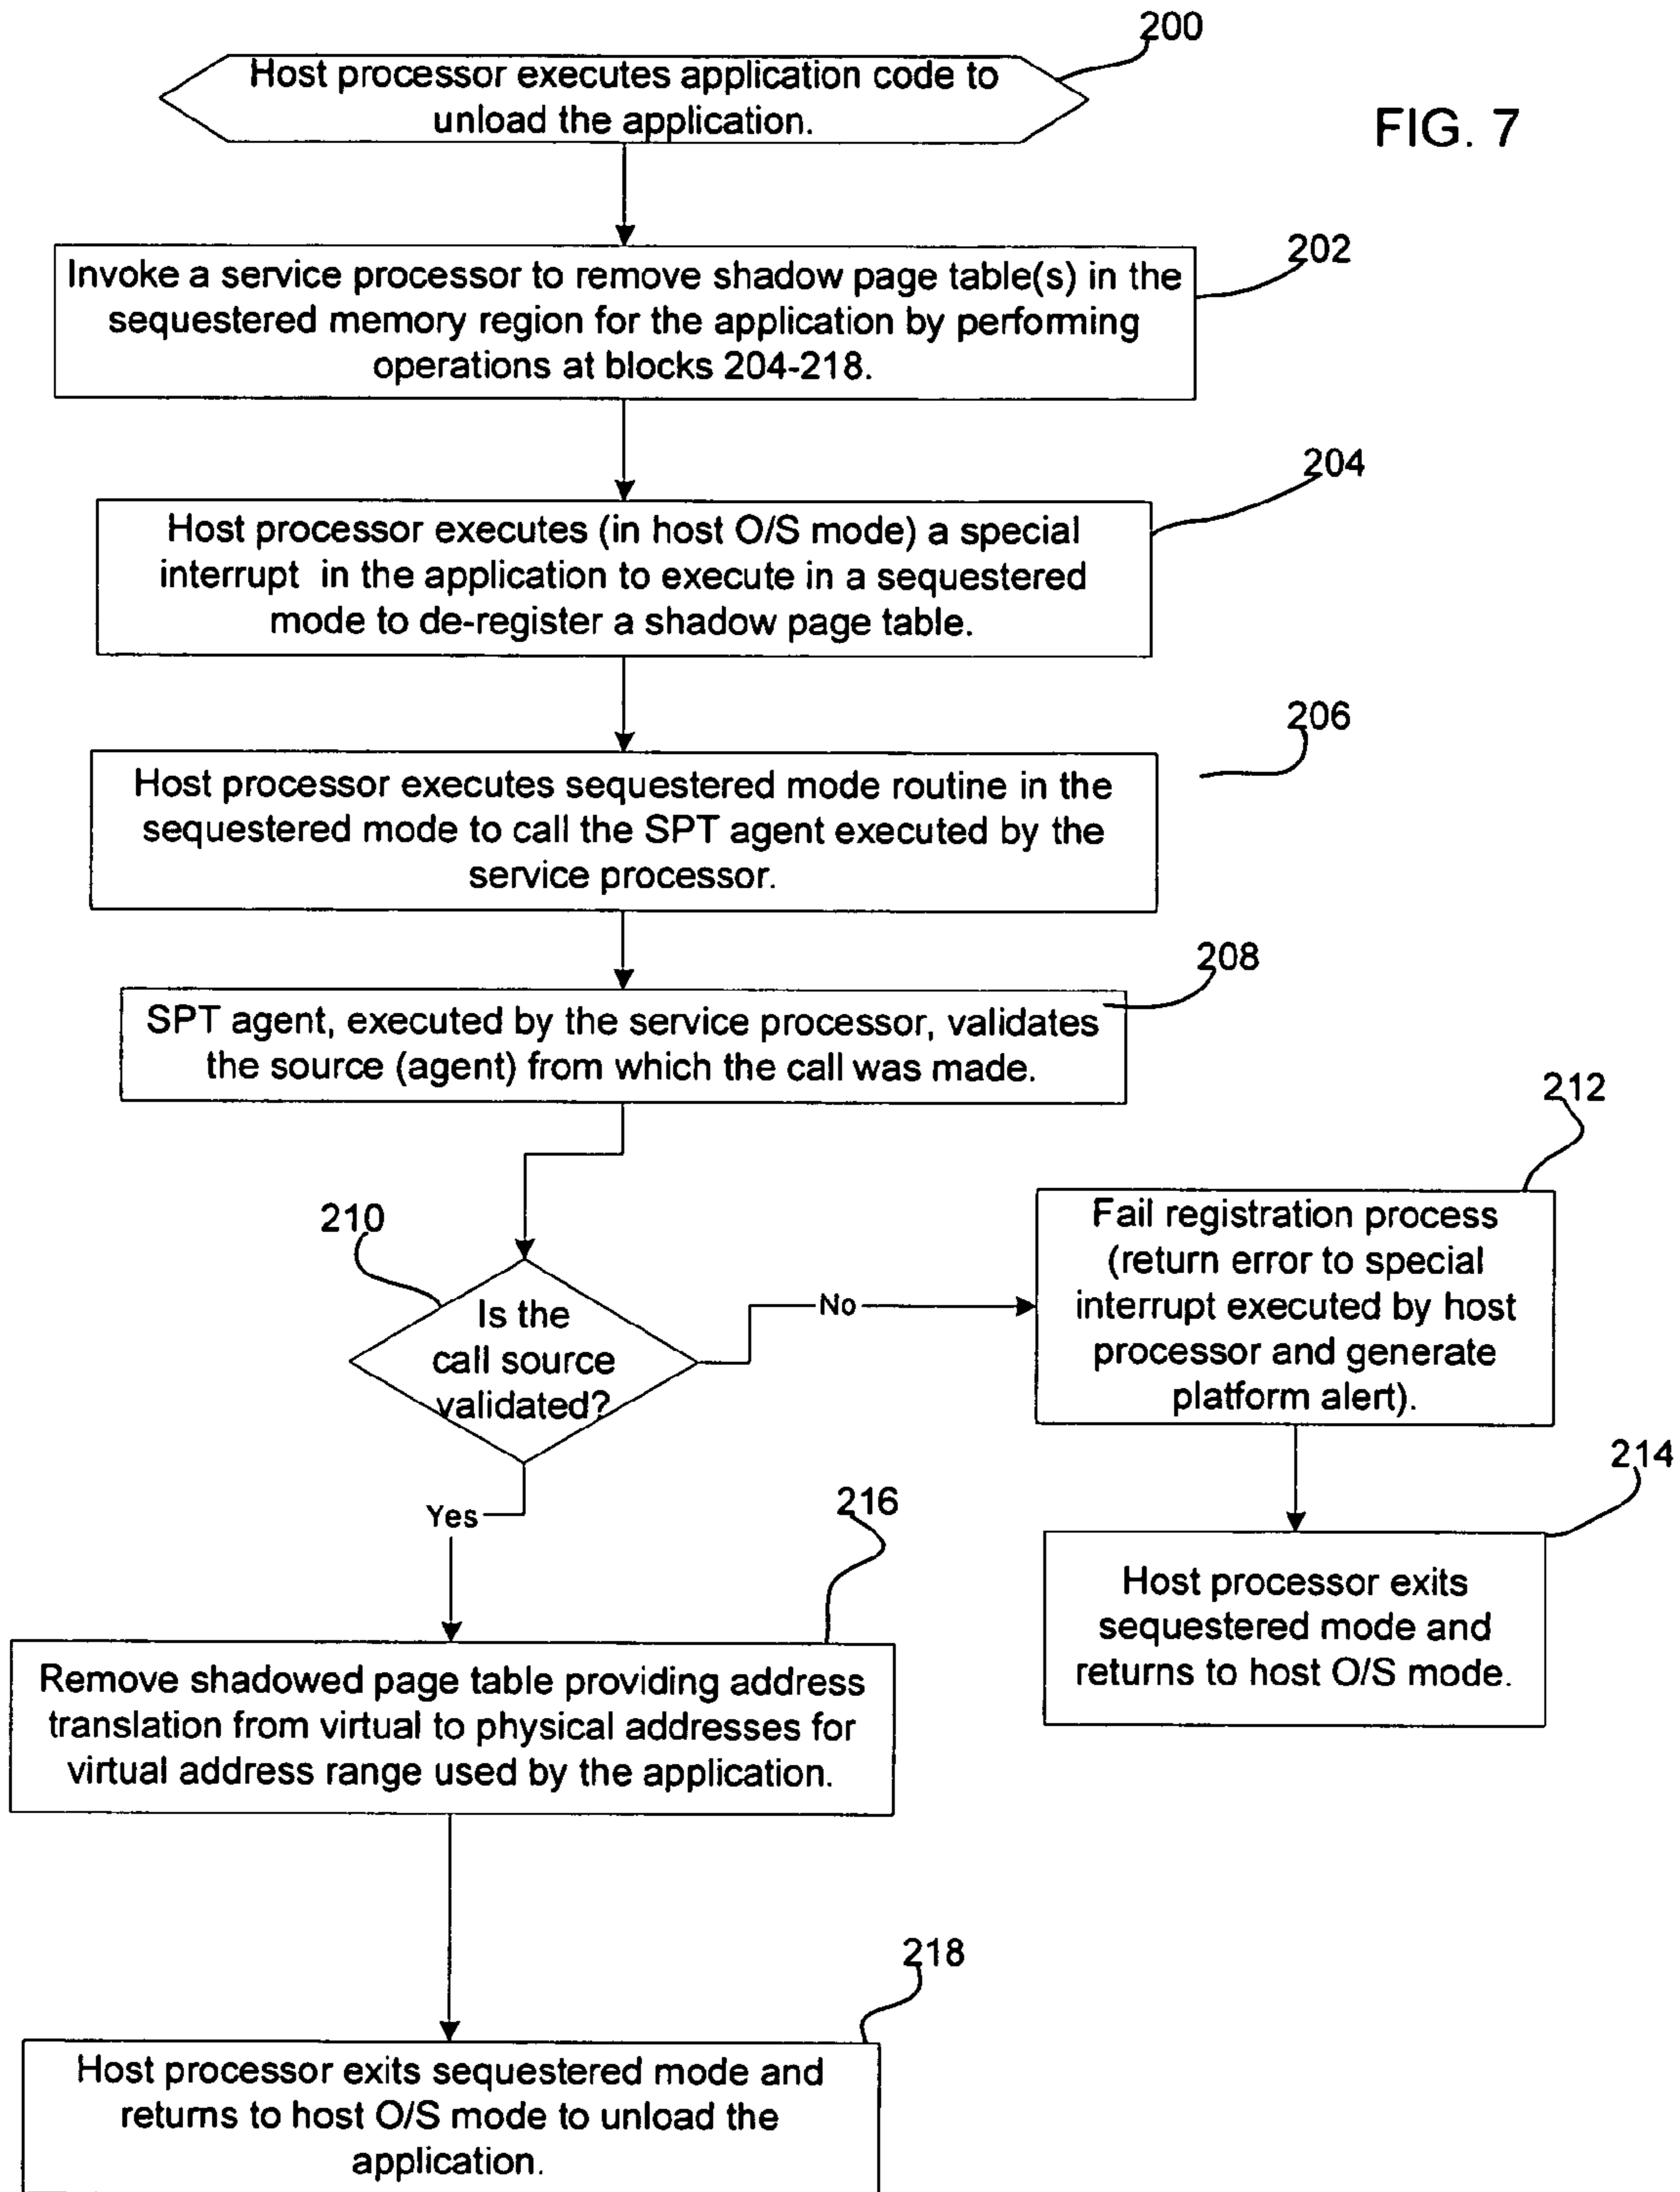 200
Host processor executes application code to
unload the application.
FIG. 7
202
Invoke a service processor to remove shadow page table(s) in the
sequestered memory region for the application by performing
operations at blocks 204-218.
204
Host processor executes (in host O/S mode) a special
interrupt in the application to execute in a sequestered
mode to de-register a shadow page table.
206
Host processor executes sequestered mode routine in the
sequestered mode to call the SPT agent executed by the
service processor.
208
SPT agent, executed by the service processor, validates
the source (agent) from which the call was made.
210
Is the
call source
validated?
No
212
Fail registration process
(return error to special
interrupt executed by host
processor and generate
platform alert).
214
Host processor exits
sequestered mode and
returns to host O/S mode.
Yes
216
Remove shadowed page table providing address
translation from virtual to physical addresses for
virtual address range used by the application.
218
Host processor exits sequestered mode and
returns to host O/S mode to unload the
application.